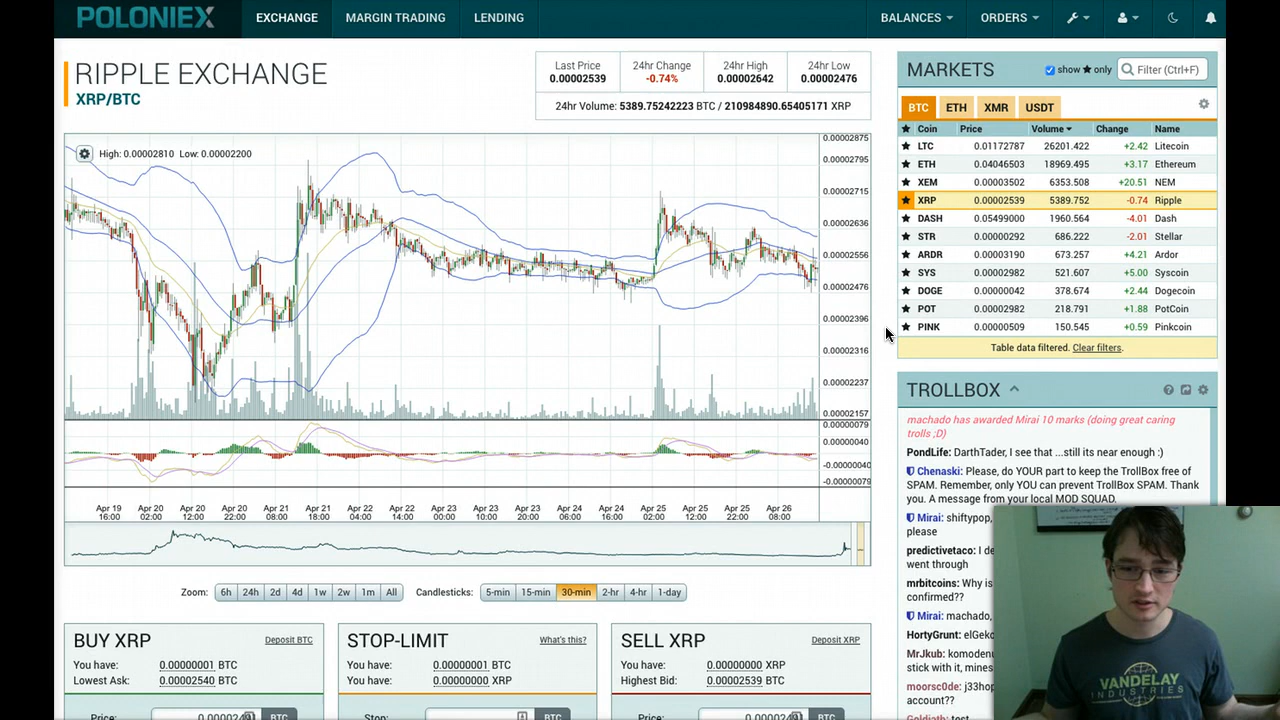 POLONIEX
EXCHANGE
MARGIN TRADING
LENDING
BALANCES
ORDERS
RIPPLE EXCHANGE
XRP/BTC
Last Price 24hr Change 24hr High 24hr Low
0.00002539 -0.74% 0.00002642 0.00002476
24hr Volume: 5389.75242223 BTC / 210984890.65405171 XRP
High: 0.00002810 Low: 0.00002200
0.00002875
0.00002795
0.00002715
0.00002636
0.00002556
0.00002476
0.00002396
0.00002316
0.00002237
0.00002157
0.00000079
0.00000040
-0.00000040
-0.00000079
Apr 19 Apr 20 Apr 20 Apr 20 Apr 21 Apr 21 Apr 22 Apr 22 Apr 23 Apr 23 Apr 23 Apr 24 Apr 24 Apr 25 Apr 25 Apr 25 Apr 26
16:00 02:00 12:00 22:00 08:00 18:00 04:00 14:00 00:00 10:00 20:00 06:00 16:00 02:00 12:00 22:00 08:00
Zoom: 6h 24h 2d 4d 1w 2w 1m All Candlesticks: 5-min 15-min 30-min 2-hr 4-hr 1-day
BUY XRP Deposit BTC
You have: 0.00000001 BTC
Lowest Ask: 0.00002540 BTC
Price: BTC
STOP-LIMIT What's this?
You have: 0.00000001 BTC
You have: 0.00000000 XRP
Stop: BTC
SELL XRP Deposit XRP
You have: 0.00000000 XRP
Highest Bid: 0.00002539 BTC
Price: BTC
MARKETS
show ★ only
Filter (Ctrl+F)
BTC ETH XMR USDT
★ Coin Price Volume Change Name
★ LTC 0.01172787 26201.422 +2.42 Litecoin
★ ETH 0.04046503 18969.495 +3.17 Ethereum
★ XEM 0.00003502 6353.508 +20.51 NEM
★ XRP 0.00002539 5389.752 -0.74 Ripple
★ DASH 0.05499000 1960.564 -4.01 Dash
★ STR 0.00000292 686.222 -2.01 Stellar
★ ARDR 0.00003190 673.257 +4.21 Ardor
★ SYS 0.00002982 521.607 +5.00 Syscoin
★ DOGE 0.00000042 378.674 +2.44 Dogecoin
★ POT 0.00002982 218.791 +1.88 PotCoin
★ PINK 0.00000509 150.545 +0.59 Pinkcoin
Table data filtered. Clear filters.
TROLLBOX
machado has awarded Mirai 10 marks (doing great caring
trolls ;D)
PondLife: DarthTader, I see that ...still its near enough :)
Chenaski: Please, do YOUR part to keep the TrollBox free of
SPAM. Remember, only YOU can prevent TrollBox SPAM. Thank
you. A message from your local MOD SQUAD.
Mirai: shiftypop,
please
predictivetaco: I de
went through
mrbitcoins: Why is
confirmed??
Mirai: machado,
HortyGrunt: elGeko
MrJkub: komodenu
stick with it, mines
moorsc0de: j33hop
account??
Goldiath: test
VANDELAY
INDUSTRIES